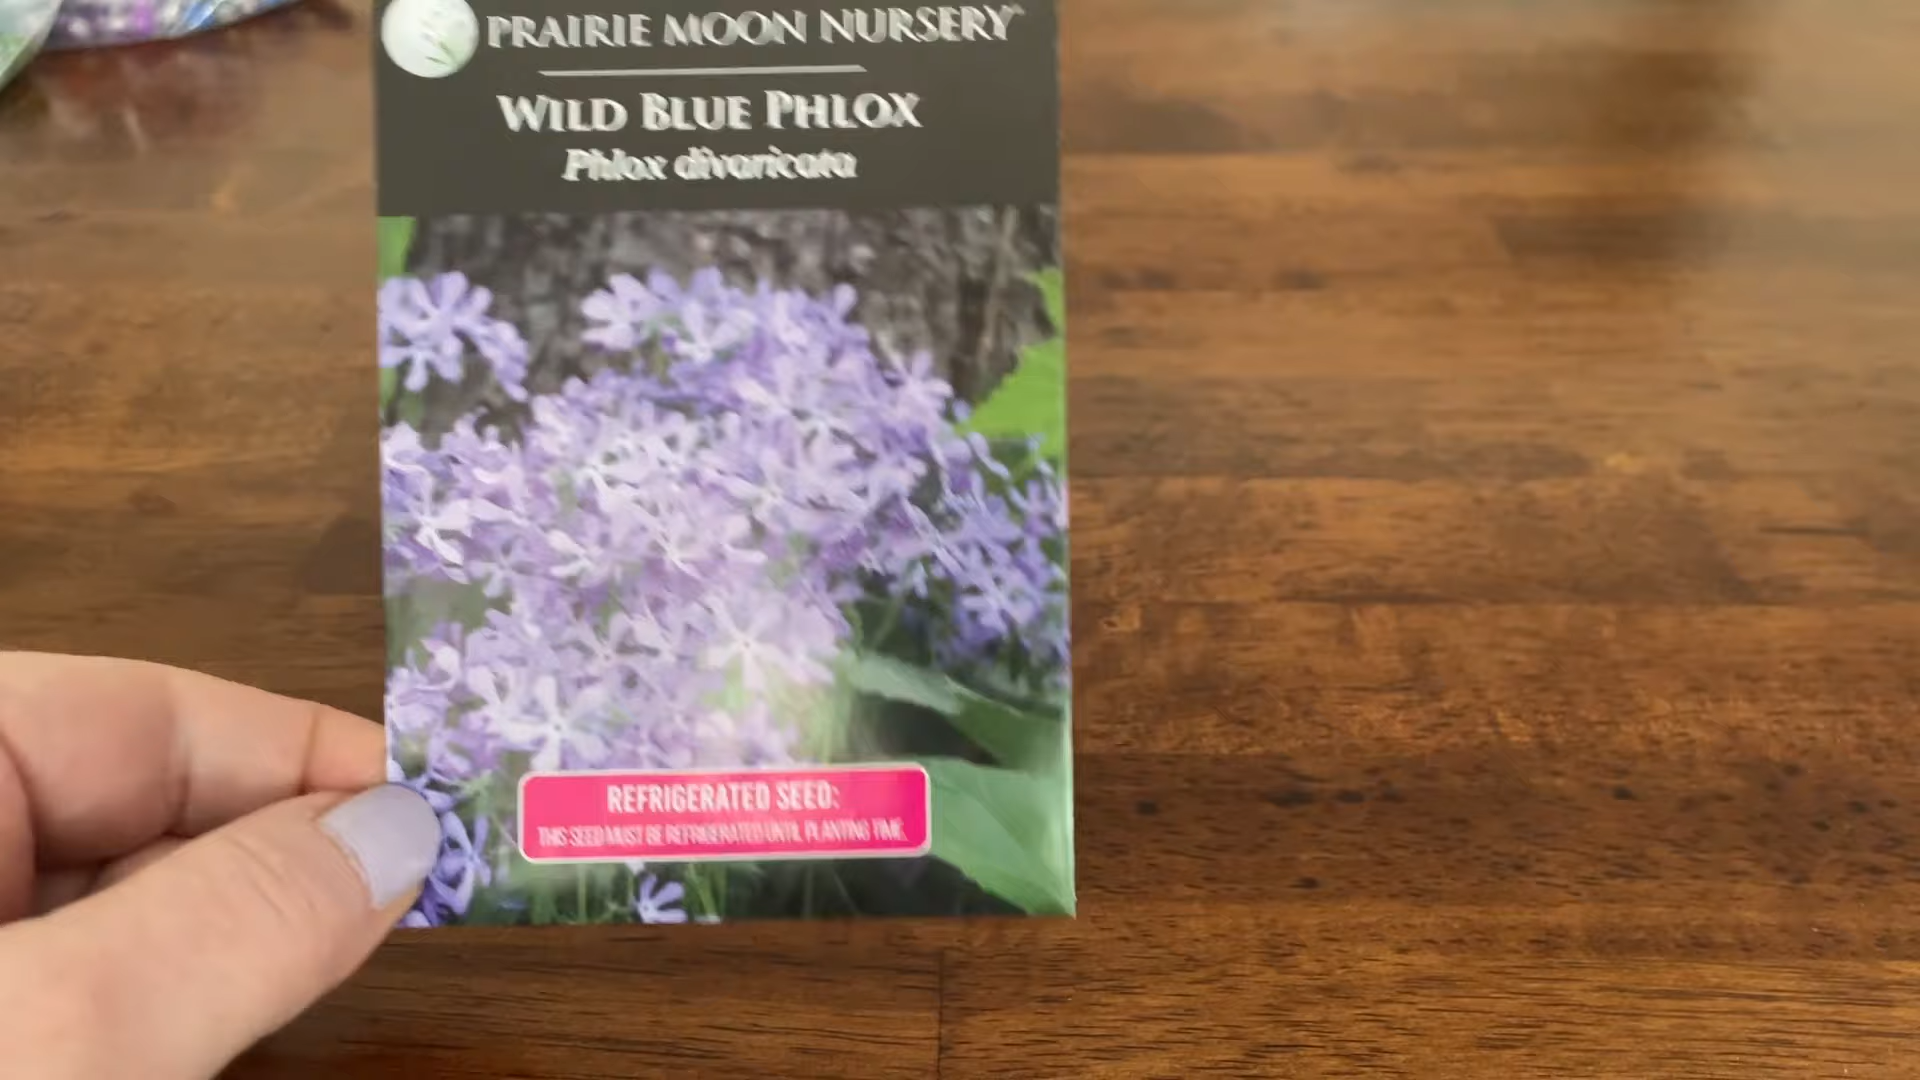 PRAIRIE MOON NURSERY
WILD BLUE PHLOX
Phlox divaricata
REFRIGERATED SEED:
THIS SEED MUST BE REFRIGERATED UNTIL PLANTING TIME.